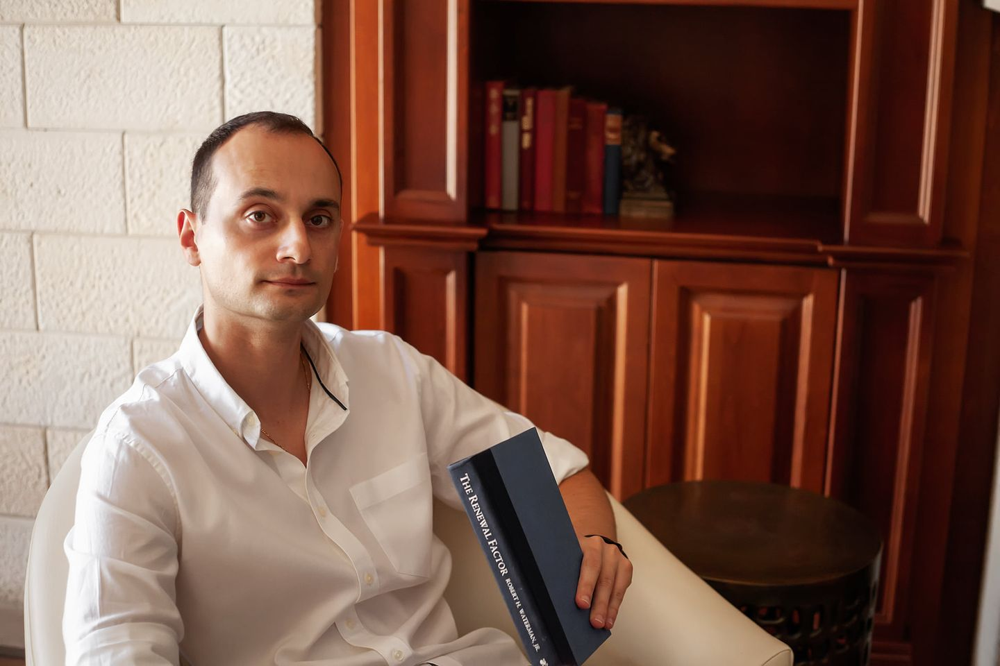 THE RENEWAL FACTOR ROBERT H. WATERMAN, JR.